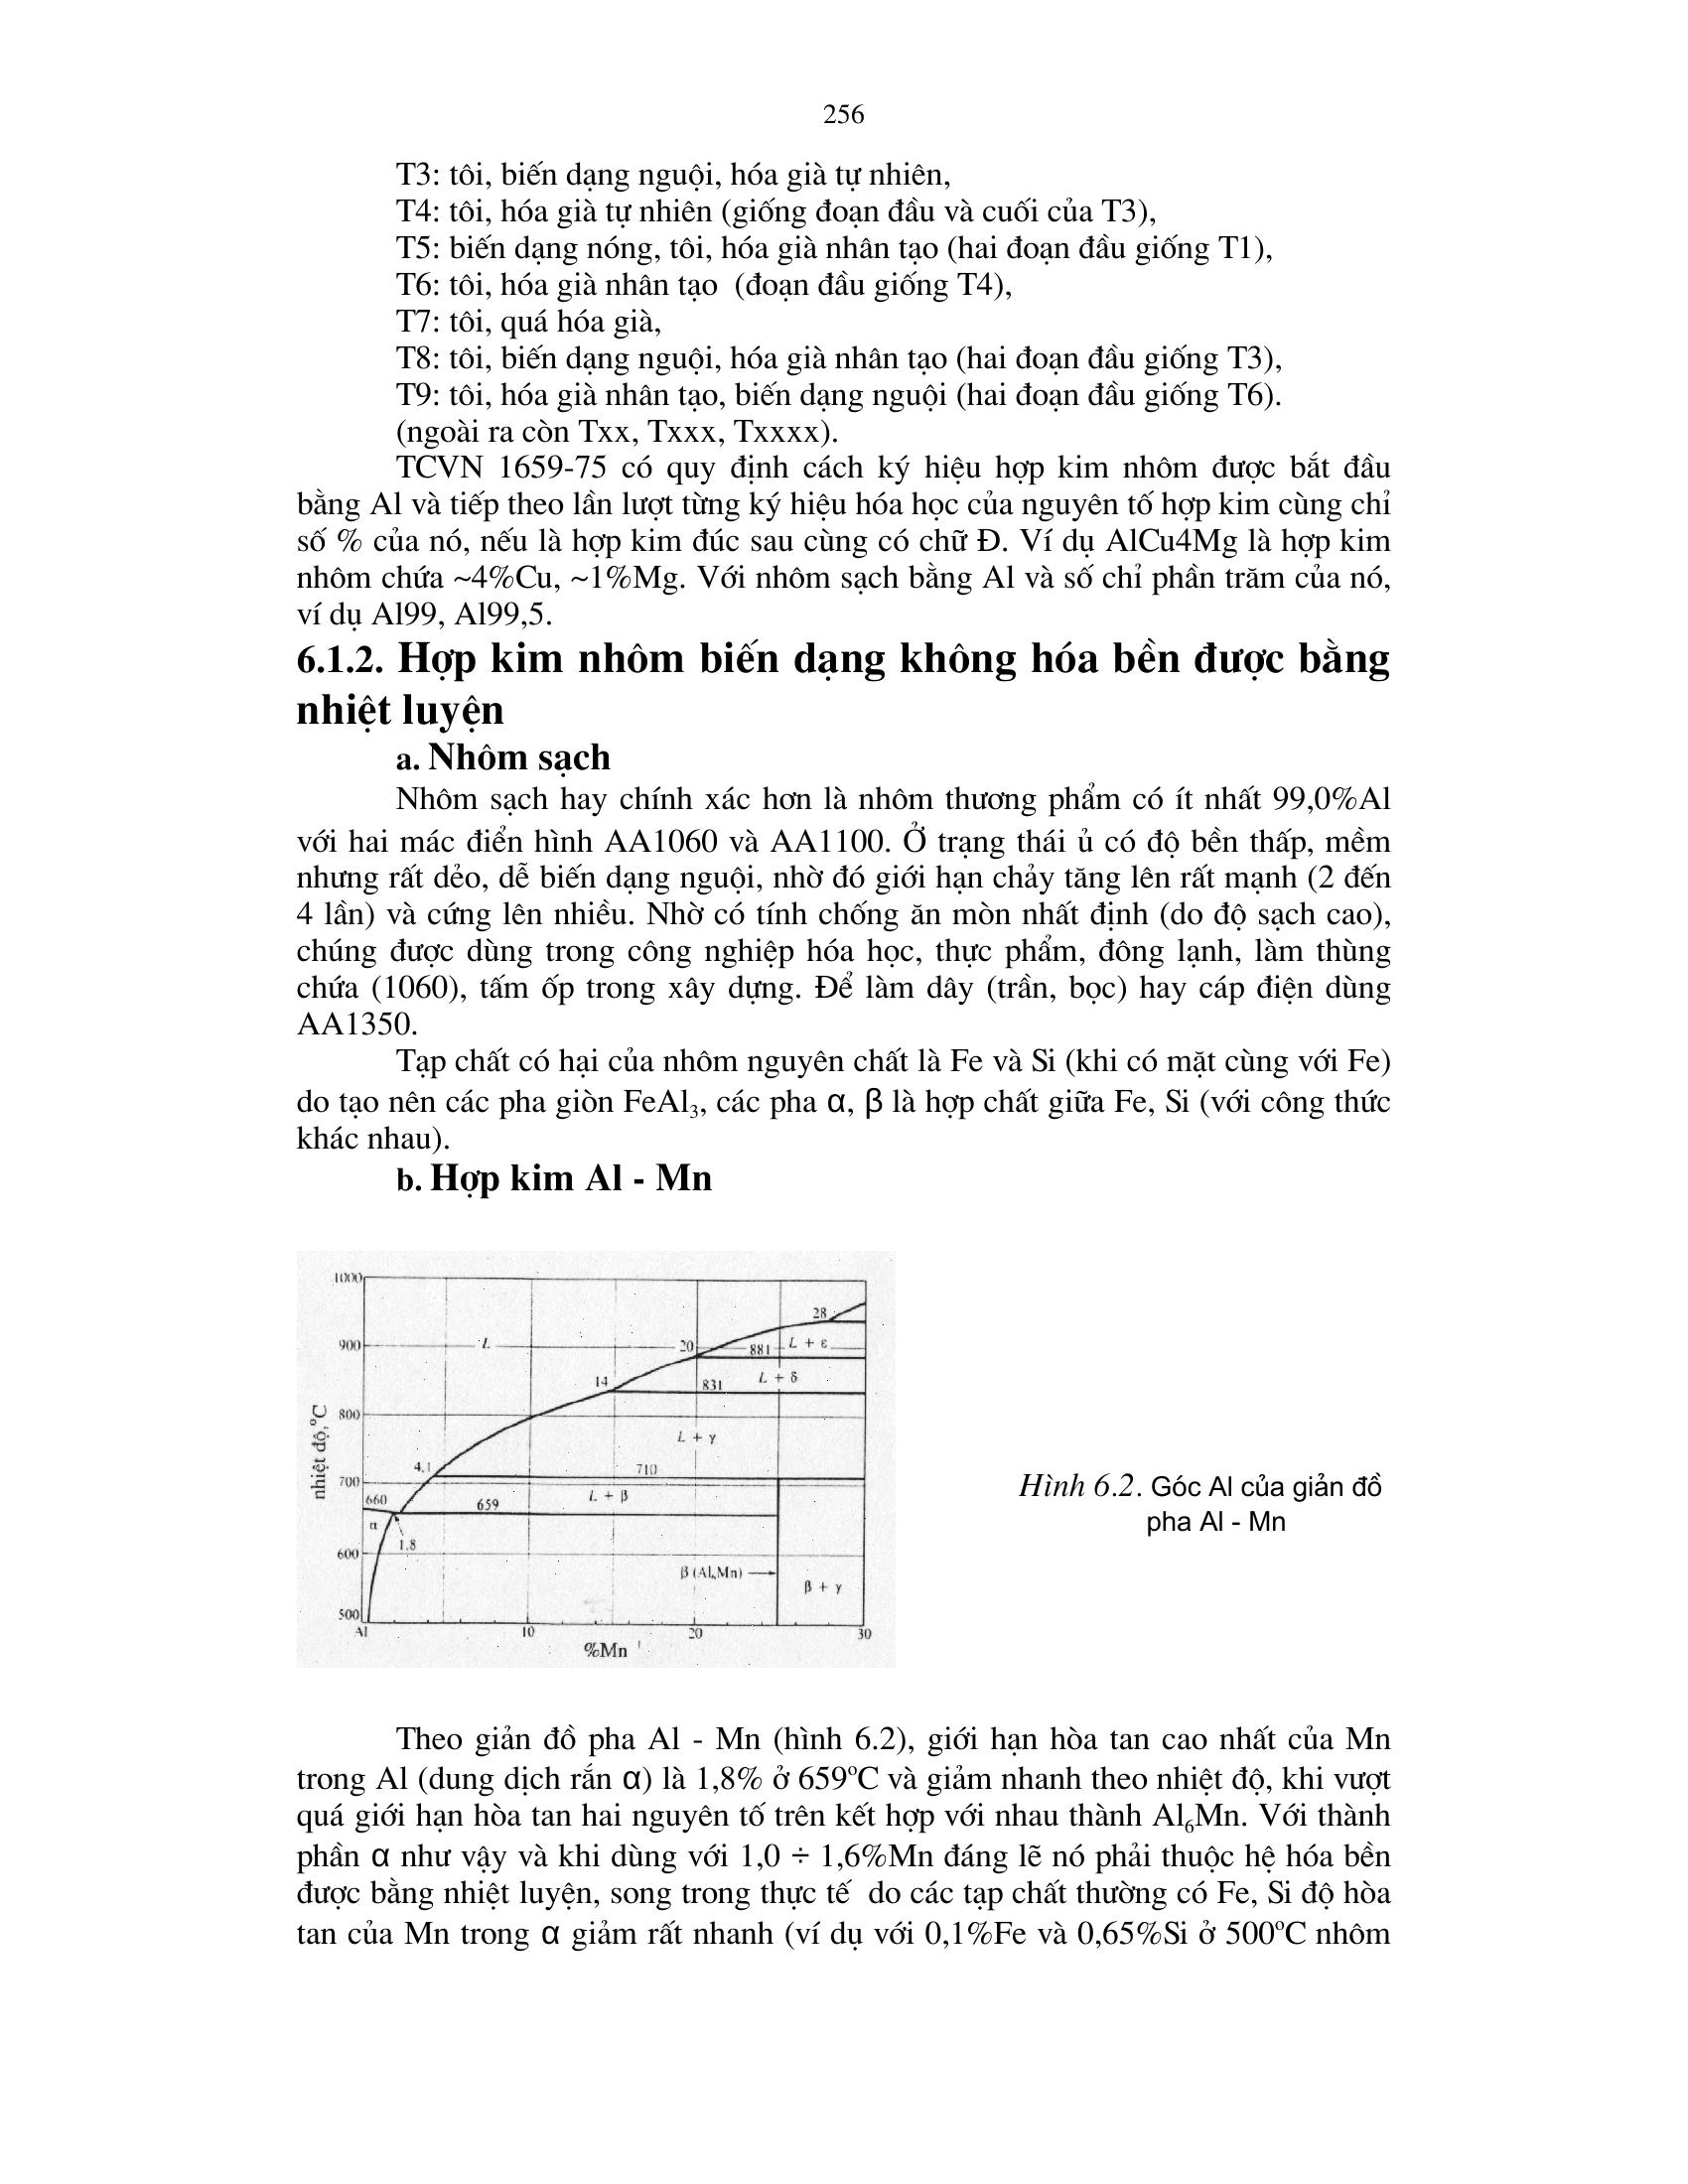 256
T3: tôi, biến dạng nguội, hóa già tự nhiên,
T4: tôi, hóa già tự nhiên (giống đoạn đầu và cuối của T3),
T5: biến dạng nóng, tôi, hóa già nhân tạo (hai đoạn đầu giống T1),
T6: tôi, hóa già nhân tạo (đoạn đầu giống T4),
T7: tôi, quá hóa già,
T8: tôi, biến dạng nguội, hóa già nhân tạo (hai đoạn đầu giống T3),
T9: tôi, hóa già nhân tạo, biến dạng nguội (hai đoạn đầu giống T6).
(ngoài ra còn Txx, Txxx, Txxxx).
TCVN 1659-75 có quy định cách ký hiệu hợp kim nhôm được bắt đầu
bằng Al và tiếp theo lần lượt từng ký hiệu hóa học của nguyên tố hợp kim cùng chỉ
số % của nó, nếu là hợp kim đúc sau cùng có chữ Đ. Ví dụ AlCu4Mg là hợp kim
nhôm chứa ~4%Cu, ~1%Mg. Với nhôm sạch bằng Al và số chỉ phần trăm của nó,
ví dụ Al99, Al99,5.
6.1.2. Hợp kim nhôm biến dạng không hóa bền được bằng
nhiệt luyện
a. Nhôm sạch
Nhôm sạch hay chính xác hơn là nhôm thương phẩm có ít nhất 99,0%Al
với hai mác điển hình AA1060 và AA1100. Ở trạng thái ủ có độ bền thấp, mềm
nhưng rất dẻo, dễ biến dạng nguội, nhờ đó giới hạn chảy tăng lên rất mạnh (2 đến
4 lần) và cứng lên nhiều. Nhờ có tính chống ăn mòn nhất định (do độ sạch cao),
chúng được dùng trong công nghiệp hóa học, thực phẩm, đông lạnh, làm thùng
chứa (1060), tấm ốp trong xây dựng. Để làm dây (trần, bọc) hay cáp điện dùng
AA1350.
Tạp chất có hại của nhôm nguyên chất là Fe và Si (khi có mặt cùng với Fe)
do tạo nên các pha giòn FeAl₃, các pha α, β là hợp chất giữa Fe, Si (với công thức
khác nhau).
b. Hợp kim Al - Mn
1000
28
900
L
20
881
L + ε
14
831
L + δ
800
L + γ
nhiệt độ,ºC
4,1
710
700
660
659
L + β
α
1.8
600
β (Al₆Mn)
β + γ
500
Al
10
20
30
%Mn
Hình 6.2. Góc Al của giản đồ
pha Al - Mn
Theo giản đồ pha Al - Mn (hình 6.2), giới hạn hòa tan cao nhất của Mn
trong Al (dung dịch rắn α) là 1,8% ở 659ºC và giảm nhanh theo nhiệt độ, khi vượt
quá giới hạn hòa tan hai nguyên tố trên kết hợp với nhau thành Al₆Mn. Với thành
phần α như vậy và khi dùng với 1,0 ÷ 1,6%Mn đáng lẽ nó phải thuộc hệ hóa bền
được bằng nhiệt luyện, song trong thực tế do các tạp chất thường có Fe, Si độ hòa
tan của Mn trong α giảm rất nhanh (ví dụ với 0,1%Fe và 0,65%Si ở 500ºC nhôm